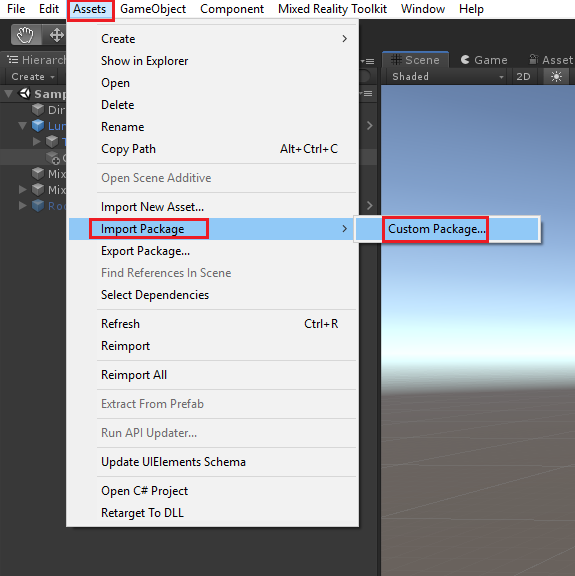 File Edit Assets GameObject Component Mixed Reality Toolkit Window Help
Hierarch
Create
Samp
Dir
Lun
Mix
Mix
Roc
Create
Show in Explorer
Open
Delete
Rename
Copy Path Alt+Ctrl+C
Open Scene Additive
Import New Asset...
Import Package
Custom Package...
Export Package...
Find References In Scene
Select Dependencies
Refresh Ctrl+R
Reimport
Reimport All
Extract From Prefab
Run API Updater...
Update UIElements Schema
Open C# Project
Retarget To DLL
Scene Game Asset
Shaded 2D